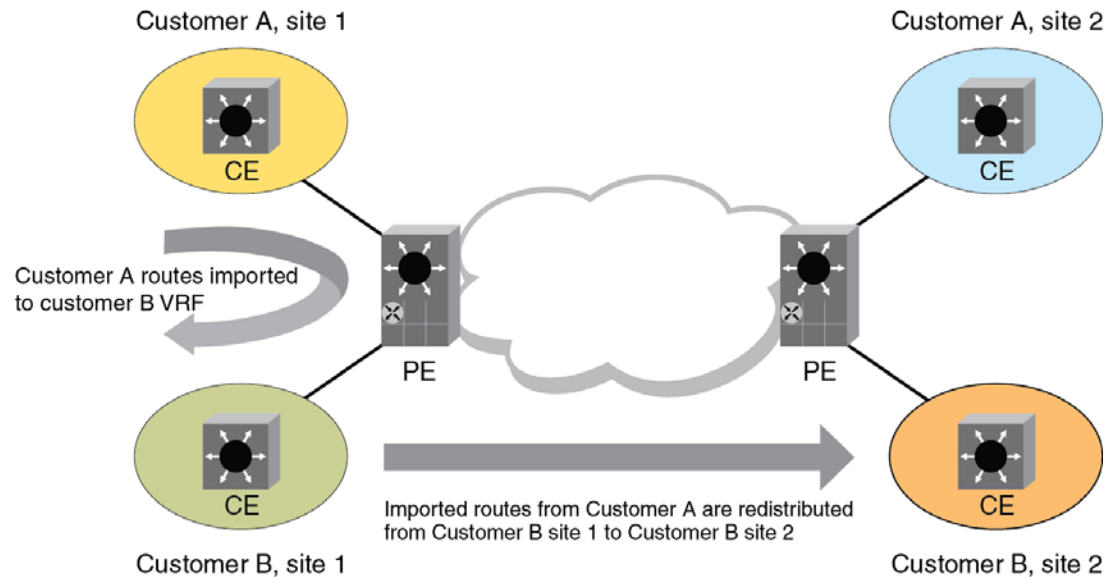 Customer A, site 1
Customer A, site 2
CE
CE
Customer A routes imported
to customer B VRF
PE
PE
CE
CE
Imported routes from Customer A are redistributed
from Customer B site 1 to Customer B site 2
Customer B, site 1
Customer B, site 2